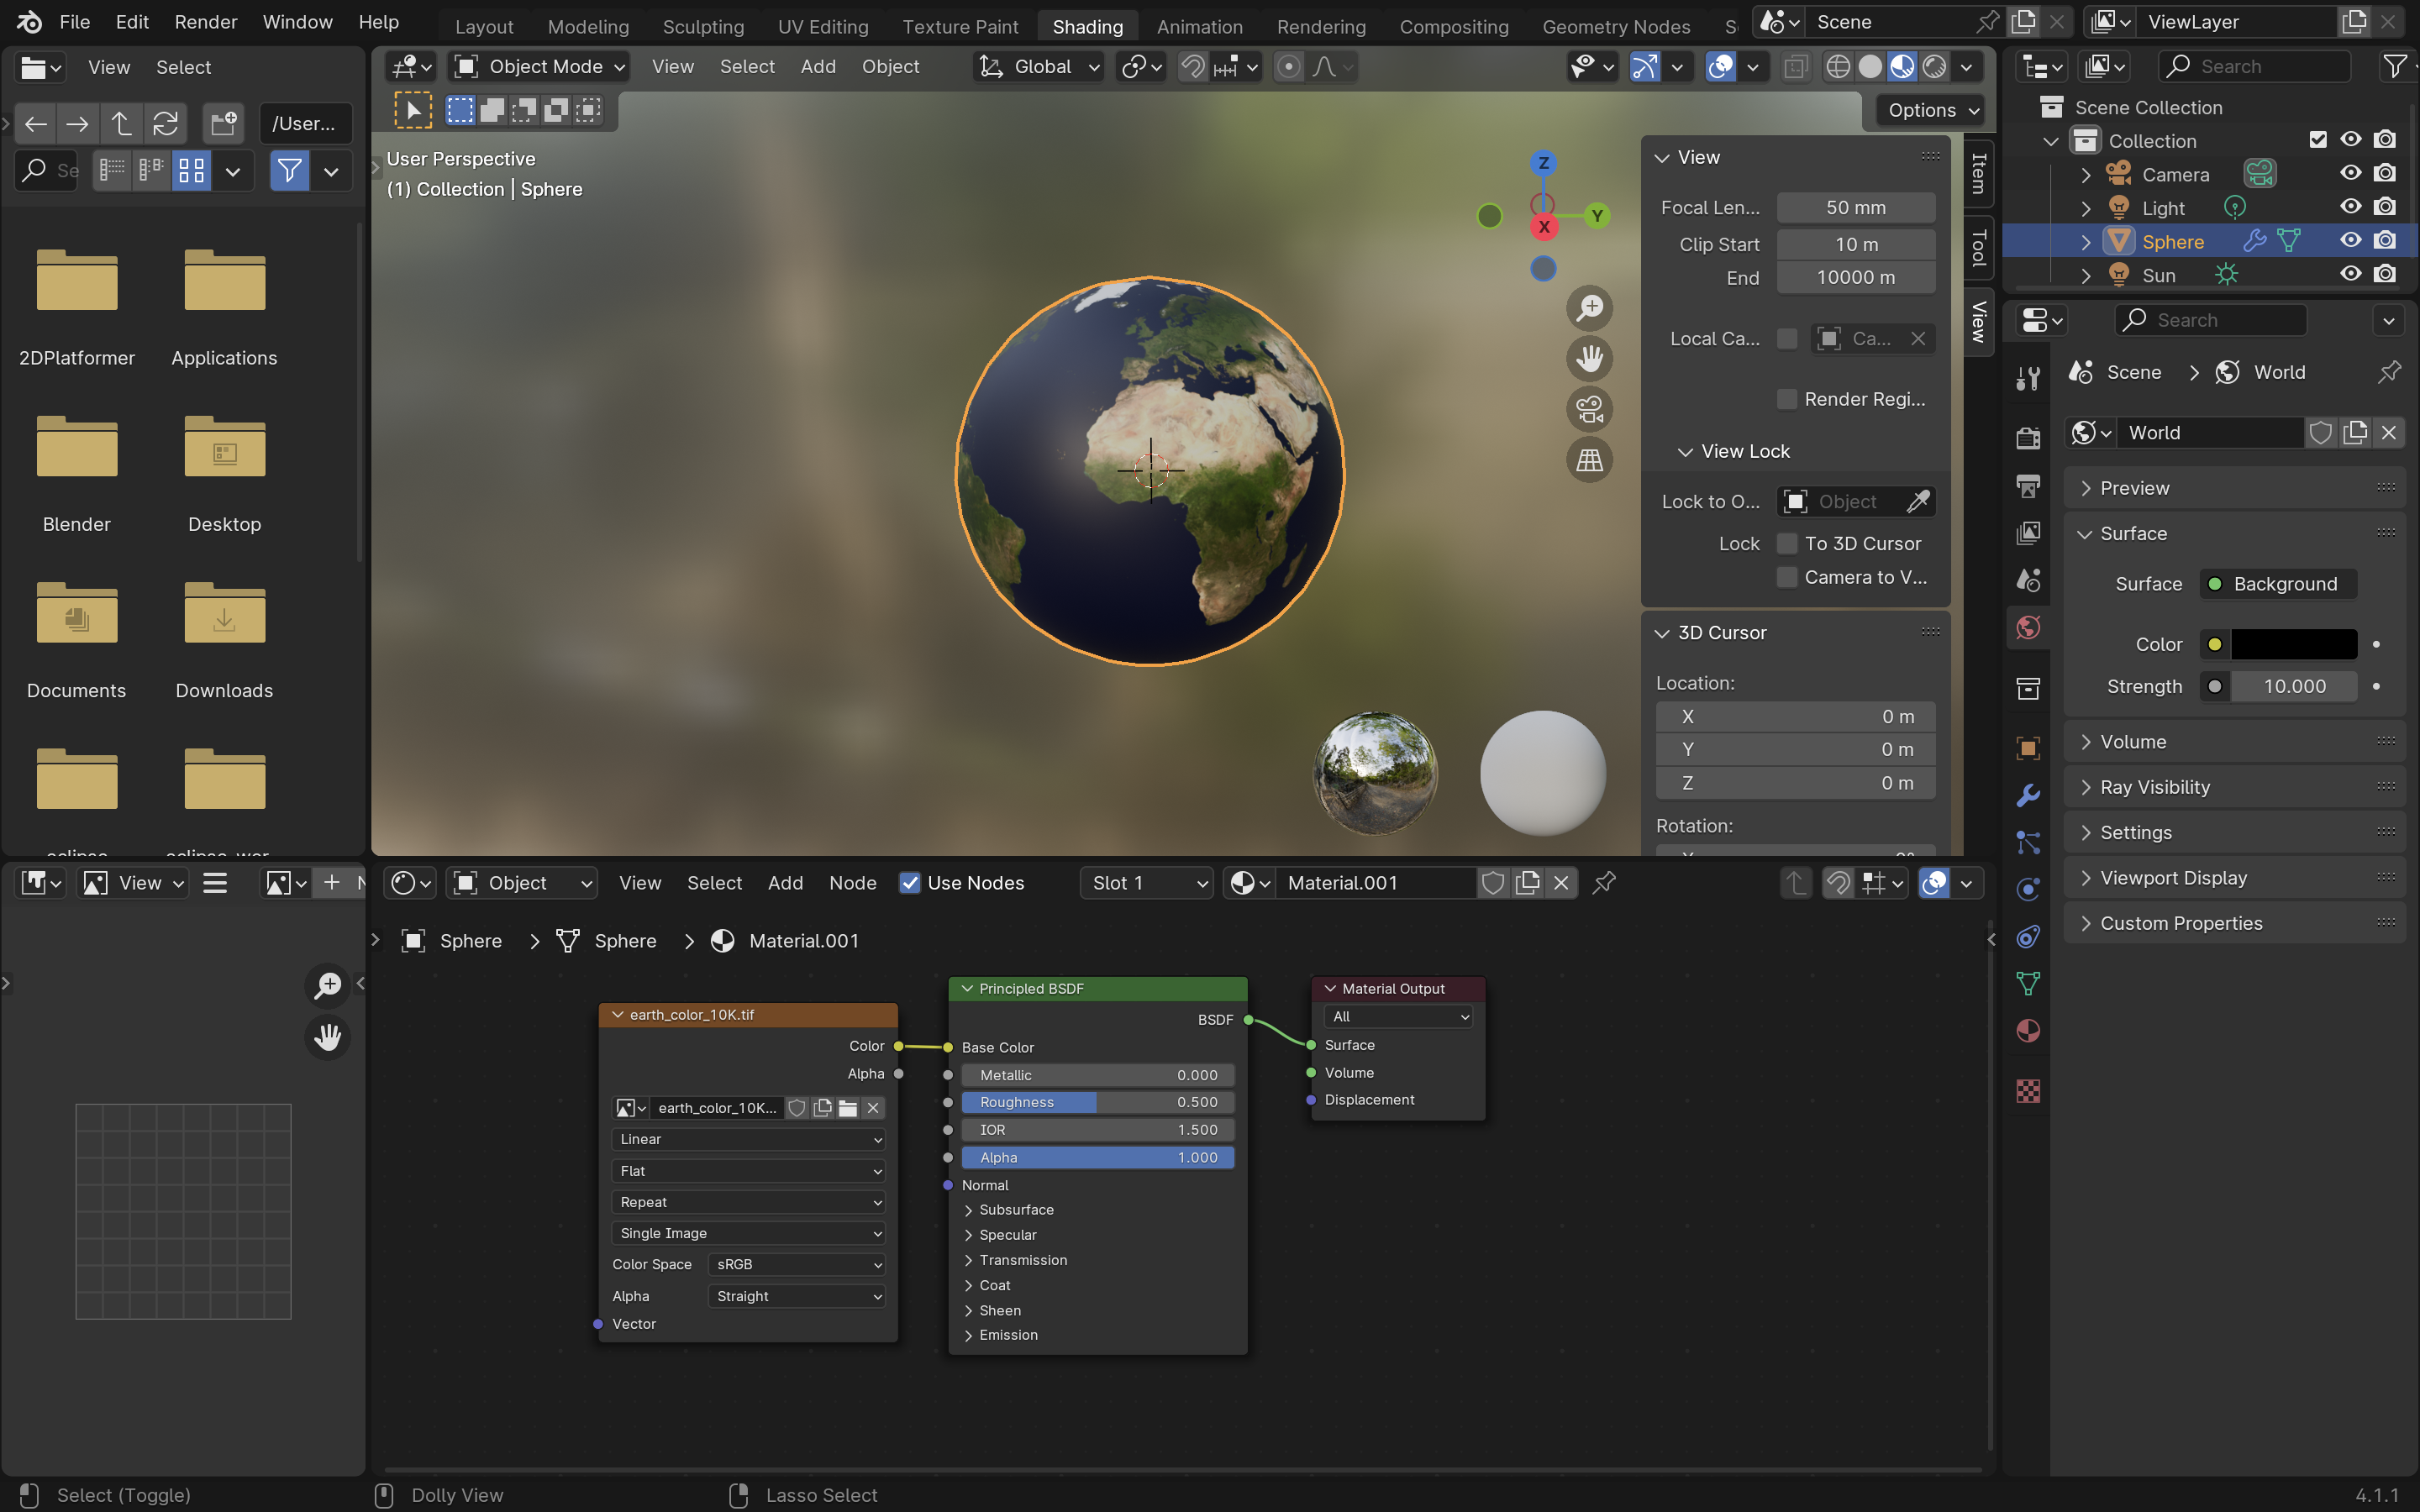 File Edit Render Window Help
Layout Modeling Sculpting UV Editing Texture Paint Shading Animation Rendering Compositing Geometry Nodes
Scene
ViewLayer
View Select
/User...
Se
2DPlatformer Applications
Blender Desktop
Documents Downloads
Object Mode View Select Add Object Global
Options
User Perspective
(1) Collection | Sphere
Z
Y
X
View
Focal Len... 50 mm
Clip Start 10 m
End 10000 m
Local Ca... Ca...
Render Regi...
View Lock
Lock to O... Object
Lock To 3D Cursor
Camera to V...
3D Cursor
Location:
X 0 m
Y 0 m
Z 0 m
Rotation:
Item
Tool
View
Search
Scene Collection
Collection
Camera
Light
Sphere
Sun
Search
Scene > World
World
Preview
Surface
Surface Background
Color
Strength 10.000
Volume
Ray Visibility
Settings
Viewport Display
Custom Properties
View
Object View Select Add Node Use Nodes Slot 1 Material.001
Sphere > Sphere > Material.001
earth_color_10K.tif
Color
Alpha
earth_color_10K...
Linear
Flat
Repeat
Single Image
Color Space sRGB
Alpha Straight
Vector
Principled BSDF
BSDF
Base Color
Metallic 0.000
Roughness 0.500
IOR 1.500
Alpha 1.000
Normal
Subsurface
Specular
Transmission
Coat
Sheen
Emission
Material Output
All
Surface
Volume
Displacement
Select (Toggle) Dolly View Lasso Select 4.1.1